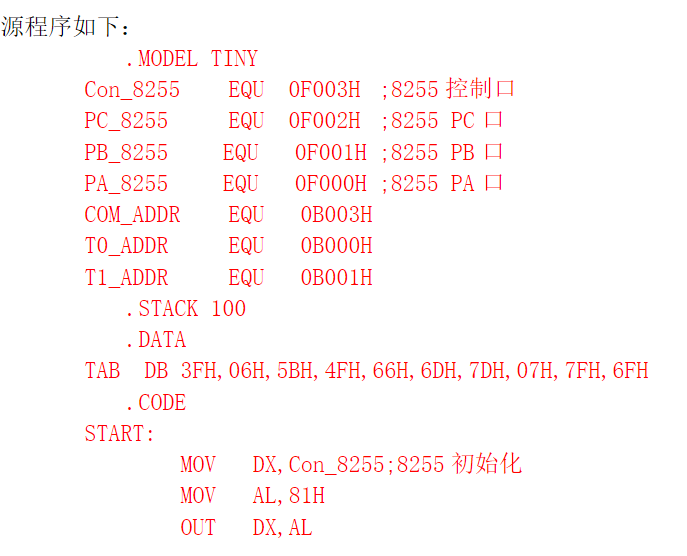 源程序如下:
.MODEL TINY
Con_8255 EQU 0F003H ;8255 控制口
PC_8255 EQU 0F002H ;8255 PC 口
PB_8255 EQU 0F001H ;8255 PB 口
PA_8255 EQU 0F000H ;8255 PA 口
COM_ADDR EQU 0B003H
T0_ADDR EQU 0B000H
T1_ADDR EQU 0B001H
.STACK 100
.DATA
TAB DB 3FH,06H,5BH,4FH,66H,6DH,7DH,07H,7FH,6FH
.CODE
START:
MOV DX,Con_8255;8255 初始化
MOV AL,81H
OUT DX,AL